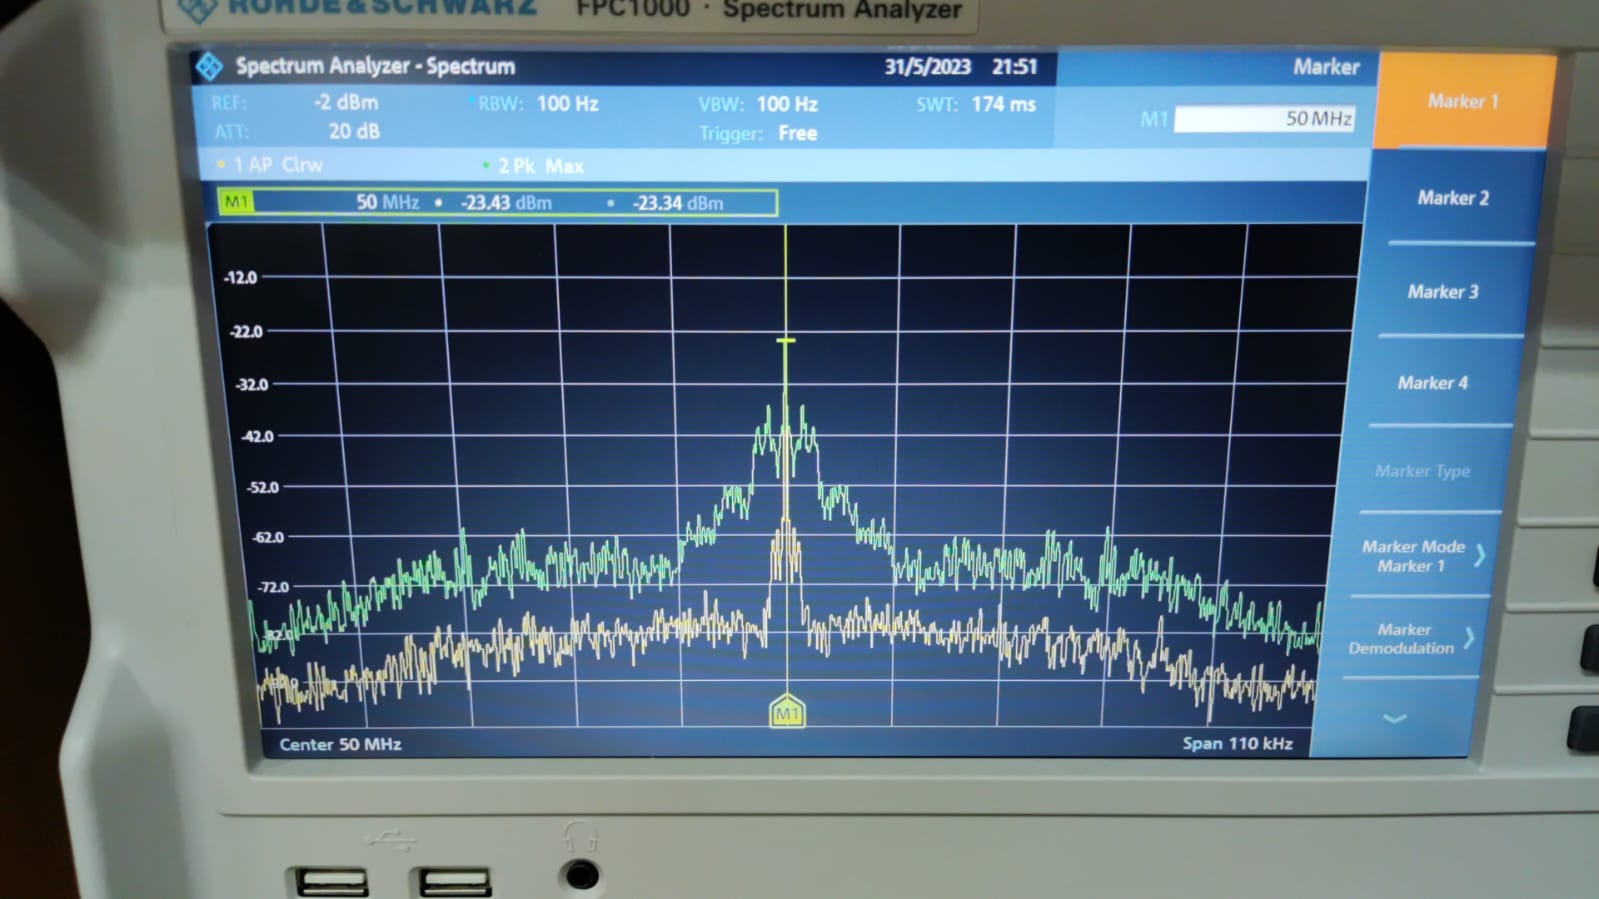 ROHDE&SCHWARZ FPC1000 · Spectrum Analyzer
Spectrum Analyzer - Spectrum 31/5/2023 21:51 Marker
REF: -2 dBm RBW: 100 Hz VBW: 100 Hz SWT: 174 ms
ATT: 20 dB Trigger: Free
M1 50 MHz
1 AP Clrw 2 Pk Max
M1 50 MHz -23.43 dBm -23.34 dBm
-12.0
-22.0
-32.0
-42.0
-52.0
-62.0
-72.0
M1
Center 50 MHz Span 110 kHz
Marker 1
Marker 2
Marker 3
Marker 4
Marker Type
Marker Mode
Marker 1
Marker
Demodulation